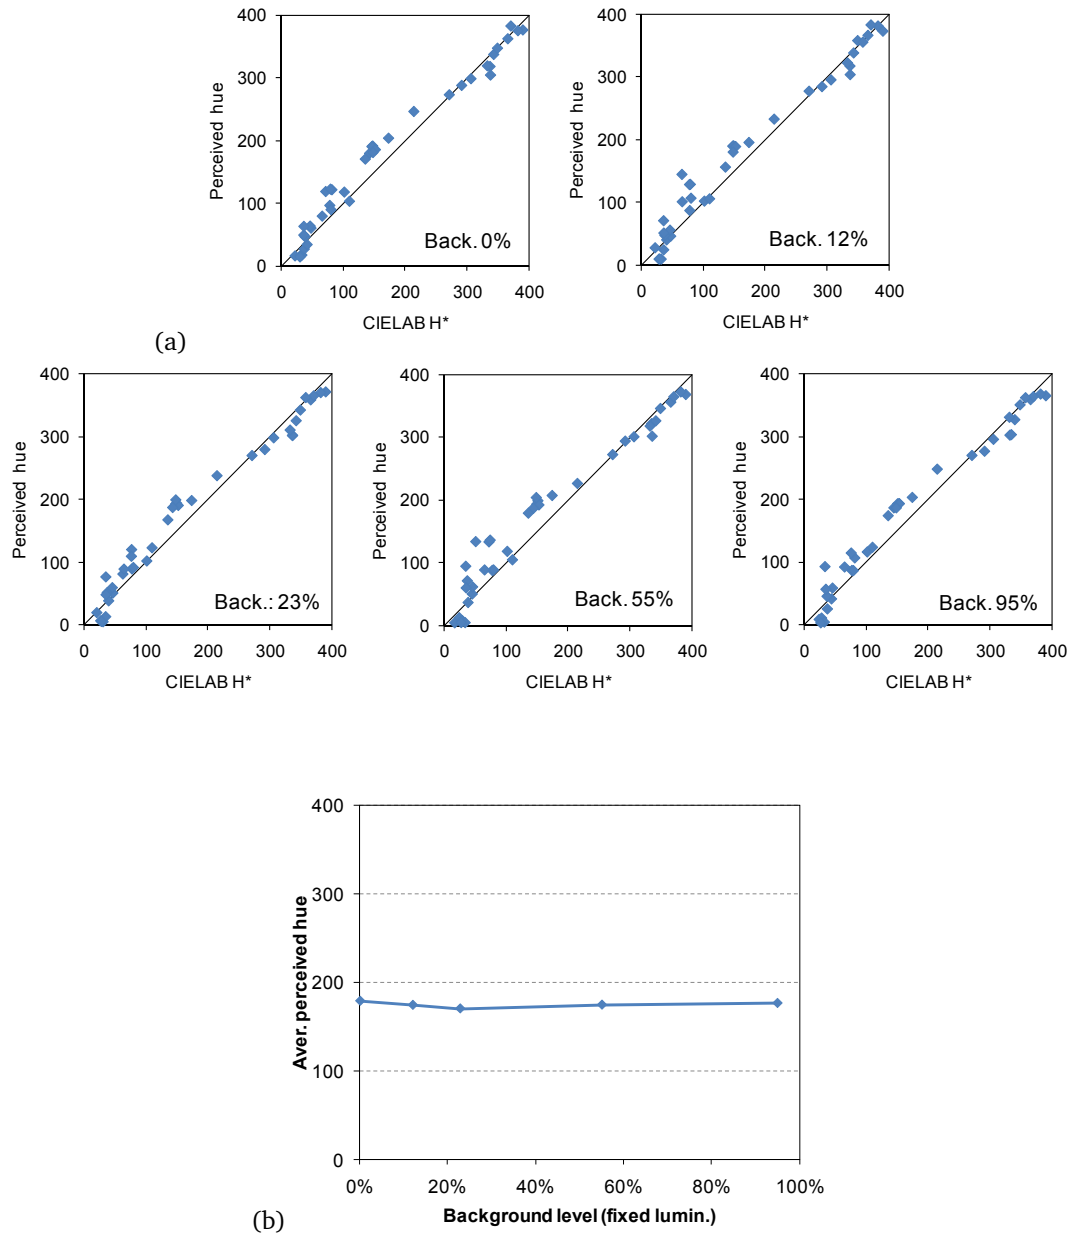 400
300
200
100
0
Perceived hue
Back. 0%
0 100 200 300 400
CIELAB H*
400
300
200
100
0
Perceived hue
Back. 12%
0 100 200 300 400
CIELAB H*
(a)
400
300
200
100
0
Perceived hue
Back.: 23%
0 100 200 300 400
CIELAB H*
400
300
200
100
0
Perceived hue
Back. 55%
0 100 200 300 400
CIELAB H*
400
300
200
100
0
Perceived hue
Back. 95%
0 100 200 300 400
CIELAB H*
400
300
200
100
0
Aver. perceived hue
0% 20% 40% 60% 80% 100%
Background level (fixed lumin.)
(b)